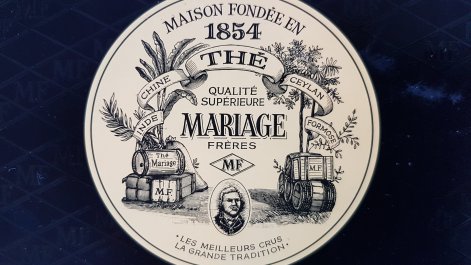 MAISON FONDÉE EN
1854
THÉ
CHINE
CEYLAN
INDE
FORMOSE
QUALITÉ
SUPÉRIEURE
MARIAGE
FRÈRES
MF
Thé
Mariage
M.F
M.F
•LES MEILLEURS CRUS
LA GRANDE TRADITION•